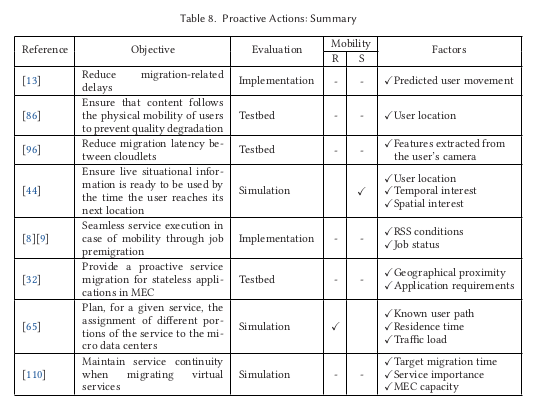 Table 8. Proactive Actions: Summary
Reference Objective Evaluation Mobility Factors
R S
[13] Reduce migration-related delays Implementation - - ✓Predicted user movement
[86] Ensure that content follows the physical mobility of users to prevent quality degradation Testbed - - ✓User location
[96] Reduce migration latency between cloudlets Testbed - - ✓Features extracted from the user's camera
[44] Ensure live situational information is ready to be used by the time the user reaches its next location Simulation ✓ ✓User location ✓Temporal interest ✓Spatial interest
[8][9] Seamless service execution in case of mobility through job premigration Implementation - - ✓RSS conditions ✓Job status
[32] Provide a proactive service migration for stateless applications in MEC Testbed - - ✓Geographical proximity ✓Application requirements
[65] Plan, for a given service, the assignment of different portions of the service to the micro data centers Simulation ✓ ✓Known user path ✓Residence time ✓Traffic load
[110] Maintain service continuity when migrating virtual services Simulation - - ✓Target migration time ✓Service importance ✓MEC capacity